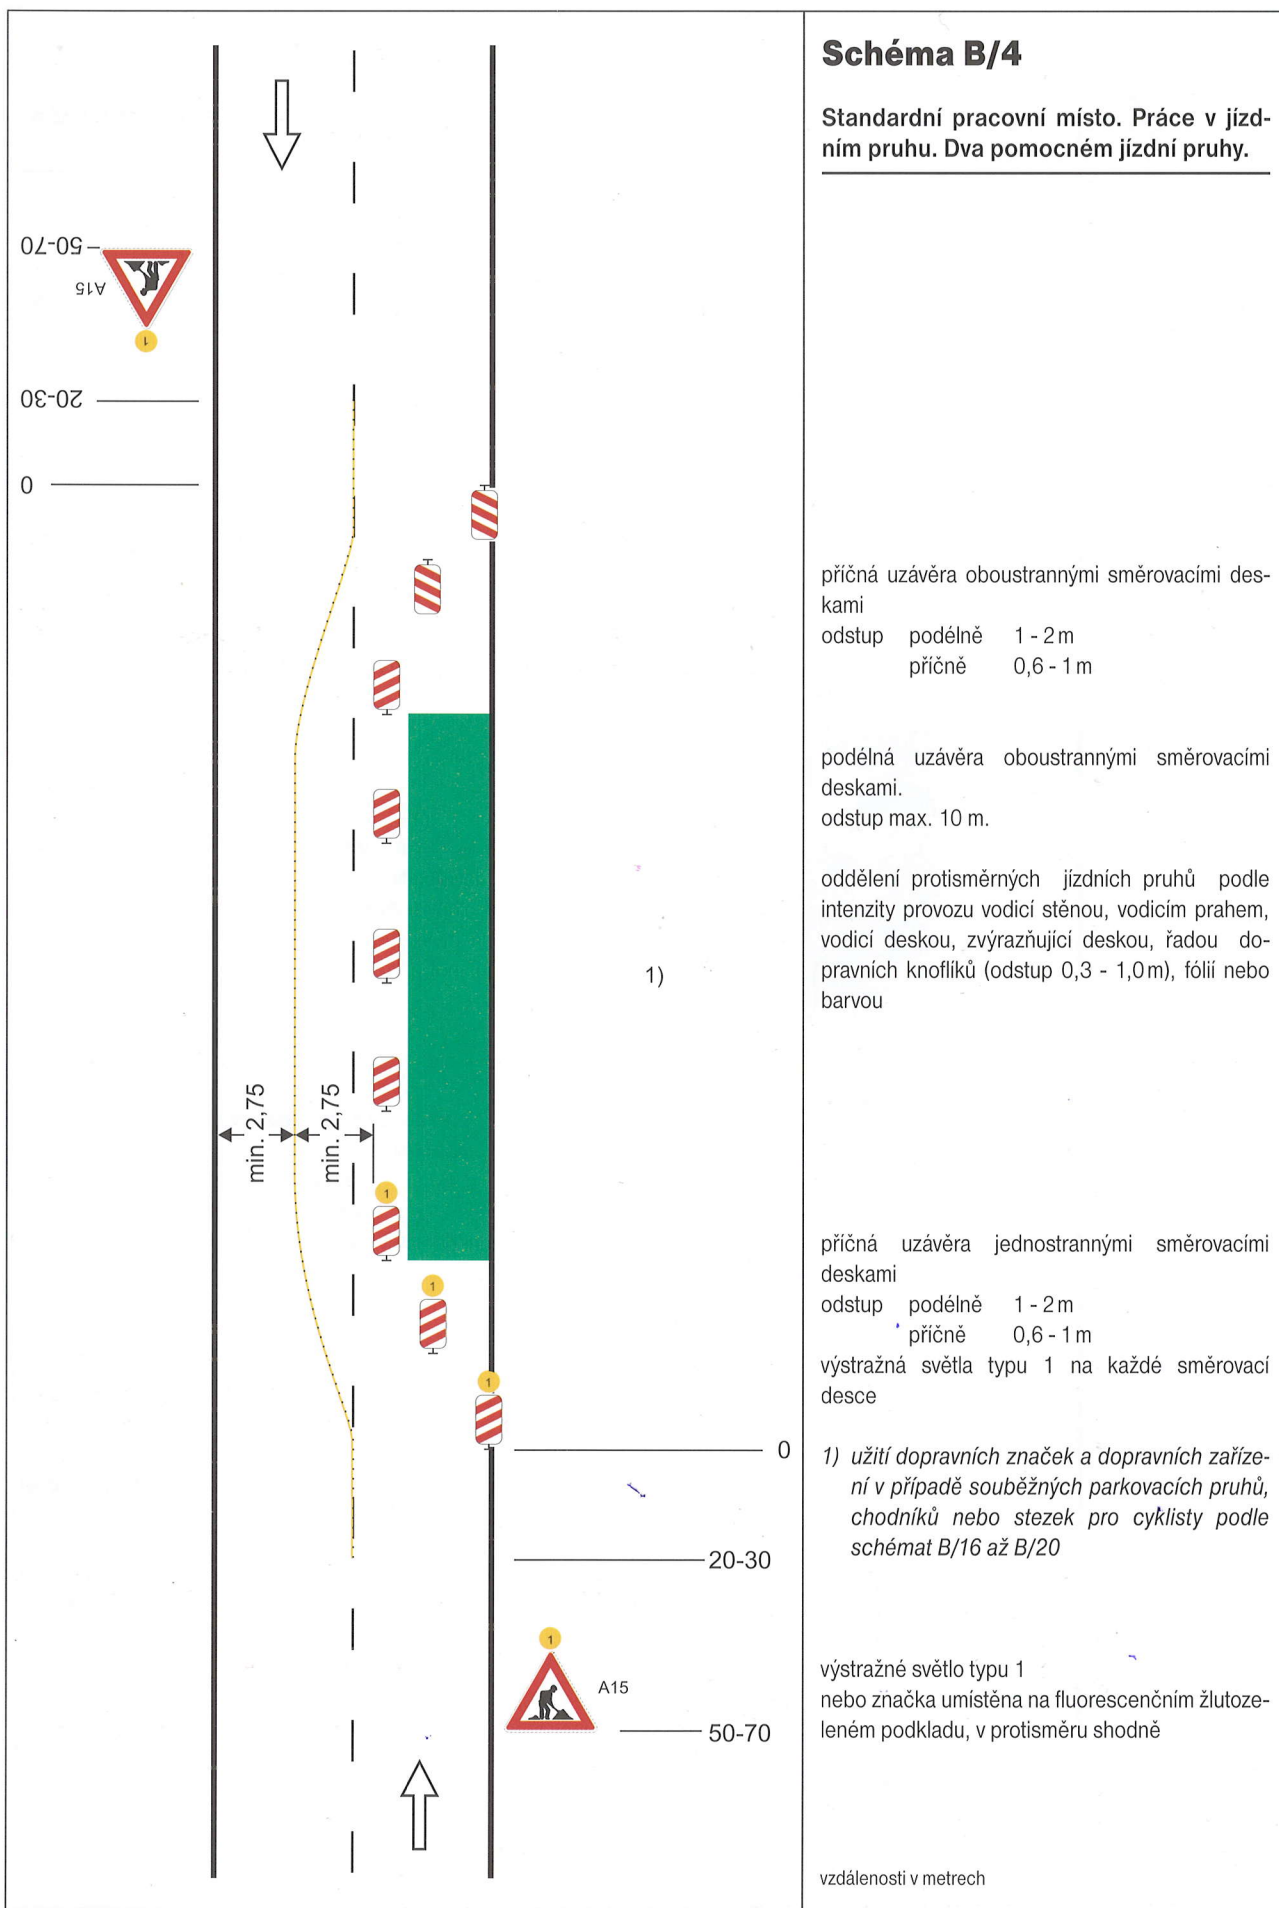 Schéma B/4
Standardní pracovní místo. Práce v jízd-
ním pruhu. Dva pomocném jízdní pruhy.
50-70
A15
1
20-30
0
příčná uzávěra oboustrannými směrovacími des-
kami
odstup podélně 1 - 2 m
příčně 0,6 - 1 m
podélná uzávěra oboustrannými směrovacími
deskami.
odstup max. 10 m.
oddělení protisměrných jízdních pruhů podle
intenzity provozu vodicí stěnou, vodicím prahem,
vodicí deskou, zvýrazňující deskou, řadou do-
pravních knoflíků (odstup 0,3 - 1,0 m), fólií nebo
barvou
1)
min. 2,75
min. 2,75
1
1
1
příčná uzávěra jednostrannými směrovacími
deskami
odstup podélně 1 - 2 m
příčně 0,6 - 1 m
výstražná světla typu 1 na každé směrovací
desce
0
1) užití dopravních značek a dopravních zaříze-
ní v případě souběžných parkovacích pruhů,
chodníků nebo stezek pro cyklisty podle
schémat B/16 až B/20
20-30
1
A15
50-70
výstražné světlo typu 1
nebo značka umístěna na fluorescenčním žlutoze-
leném podkladu, v protisměru shodně
vzdálenosti v metrech